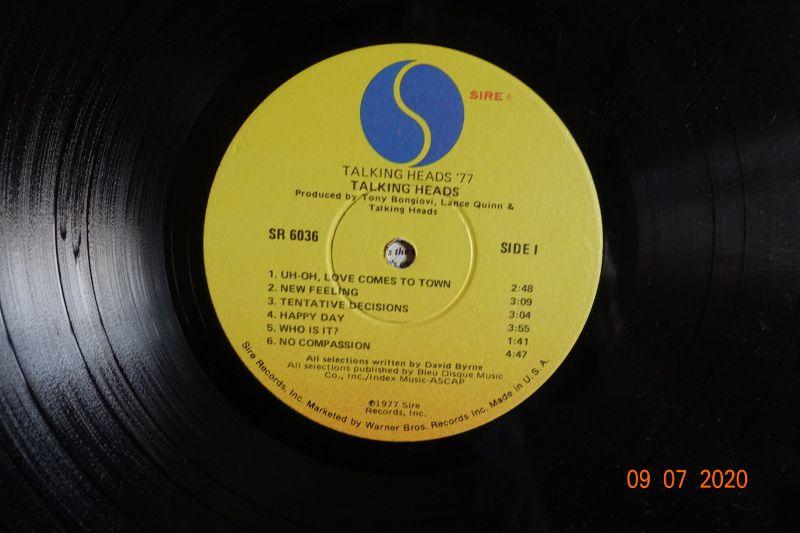 SIRE
TALKING HEADS '77
TALKING HEADS
Produced by Tony Bongiovi, Lance Quinn &
Talking Heads
SR 6036
SIDE I
s the
1. UH-OH, LOVE COMES TO TOWN 2:48
2. NEW FEELING 3:09
3. TENTATIVE DECISIONS 3:04
4. HAPPY DAY 3:55
5. WHO IS IT? 1:41
6. NO COMPASSION 4:47
All selections written by David Byrne
All selections published by Bleu Disque Music
Co., Inc./Index Music-ASCAP
℗1977 Sire
Records, Inc.
Sire Records, Inc. Marketed by Warner Bros. Records Inc. Made in U.S.A.
09 07 2020